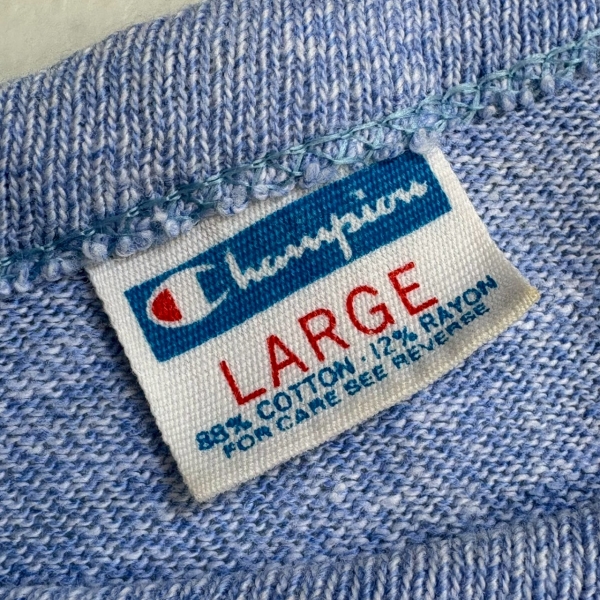 Champion
LARGE
88% COTTON · 12% RAYON
FOR CARE SEE REVERSE